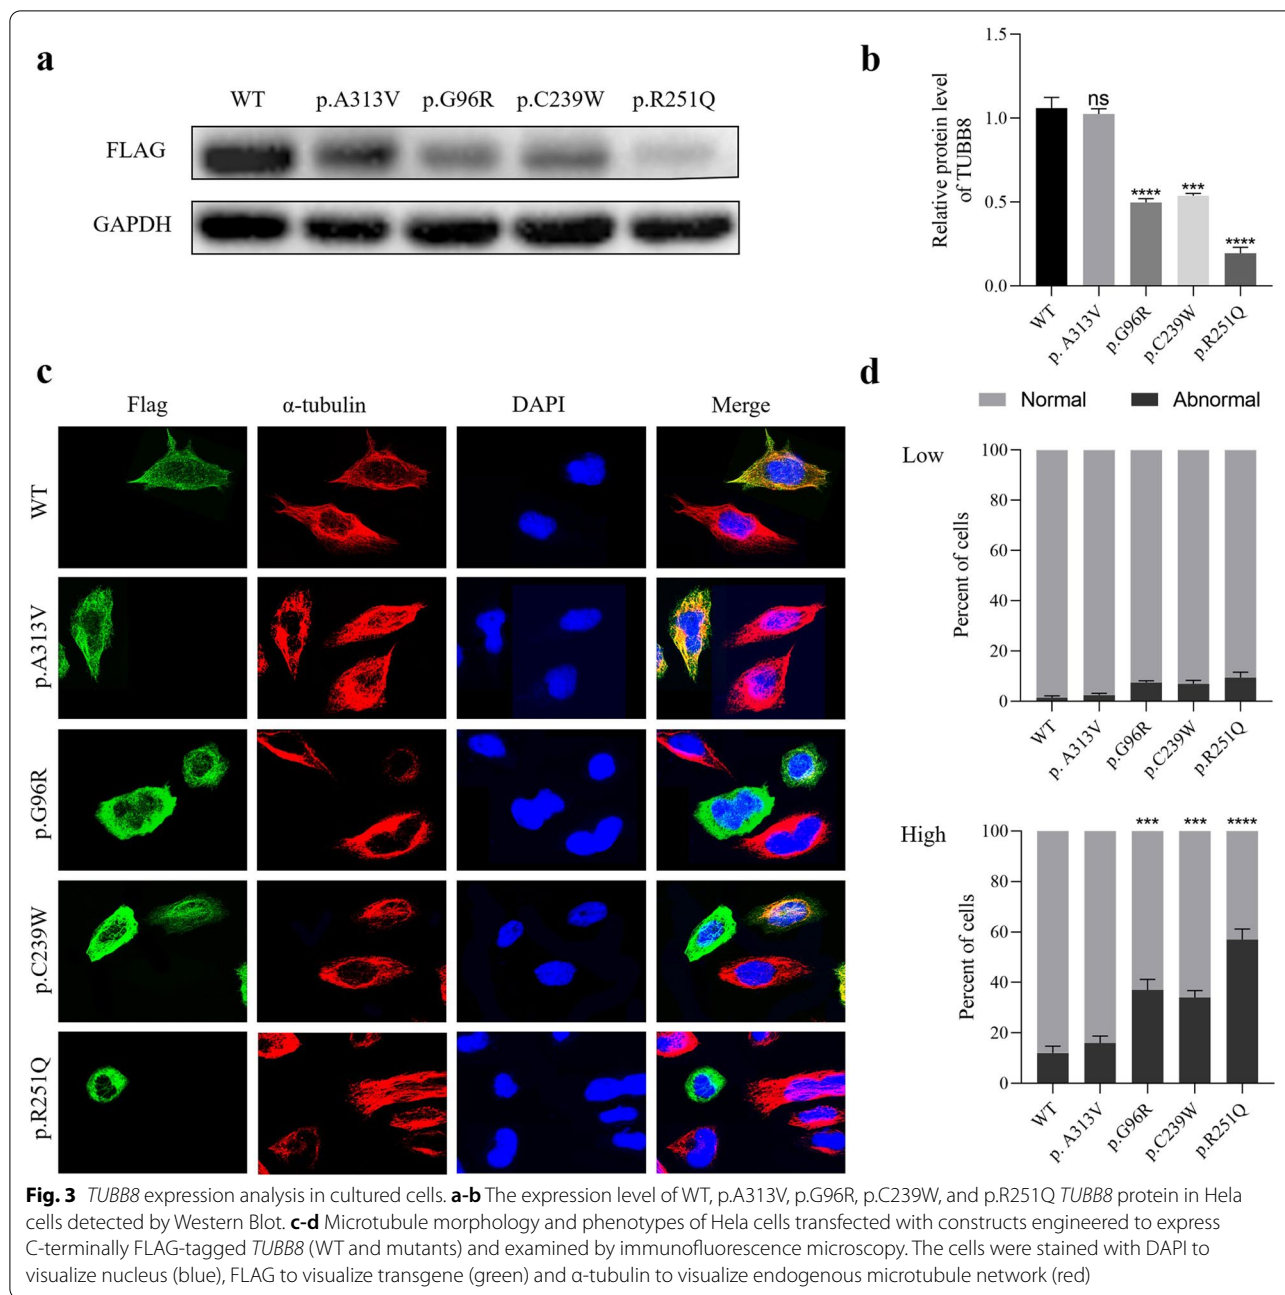 a
WT p.A313V p.G96R p.C239W p.R251Q
FLAG
GAPDH
b
Relative protein level
of TUBB8
1.5
1.0
0.5
0.0
ns
****
***
****
WT
p. A313V
p.G96R
p.C239W
p.R251Q
c
Flag α-tubulin DAPI Merge
WT
p.A313V
p.G96R
p.C239W
p.R251Q
d
Normal Abnormal
Low
Percent of cells
100
80
60
40
20
0
WT
p. A313V
p.G96R
p.C239W
p.R251Q
High
Percent of cells
100
80
60
40
20
0
***
***
****
WT
p. A313V
p.G96R
p.C239W
p.R251Q
Fig. 3 TUBB8 expression analysis in cultured cells. a-b The expression level of WT, p.A313V, p.G96R, p.C239W, and p.R251Q TUBB8 protein in Hela
cells detected by Western Blot. c-d Microtubule morphology and phenotypes of Hela cells transfected with constructs engineered to express
C-terminally FLAG-tagged TUBB8 (WT and mutants) and examined by immunofluorescence microscopy. The cells were stained with DAPI to
visualize nucleus (blue), FLAG to visualize transgene (green) and α-tubulin to visualize endogenous microtubule network (red)